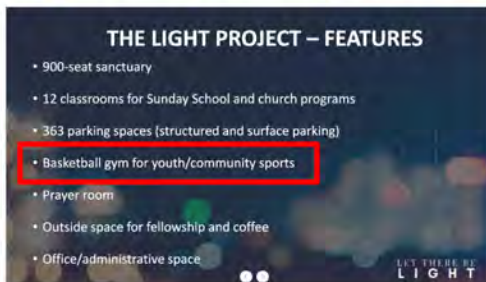 THE LIGHT PROJECT – FEATURES
• 900-seat sanctuary
• 12 classrooms for Sunday School and church programs
• 363 parking spaces (structured and surface parking)
• Basketball gym for youth/community sports
• Prayer room
• Outside space for fellowship and coffee
• Office/administrative space
LET THERE BE
LIGHT